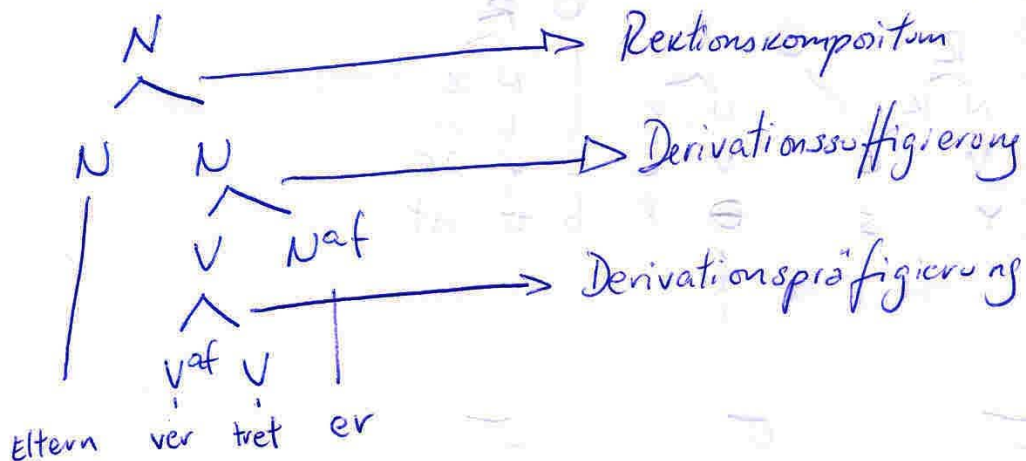 N
Rektionskompositum
N N
Derivationssuffigierung
V Naf
Derivationspräfigierung
Vaf V
Eltern ver tret er